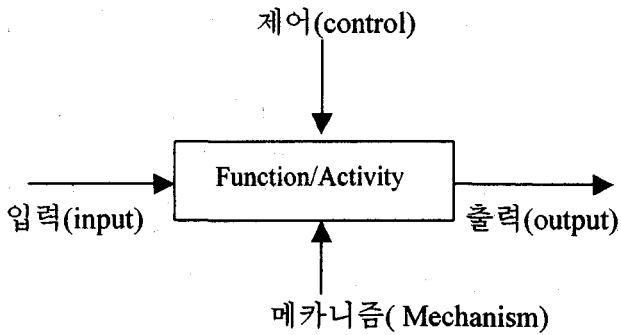 제어(control)
Function/Activity
입력(input)
출력(output)
메카니즘( Mechanism)